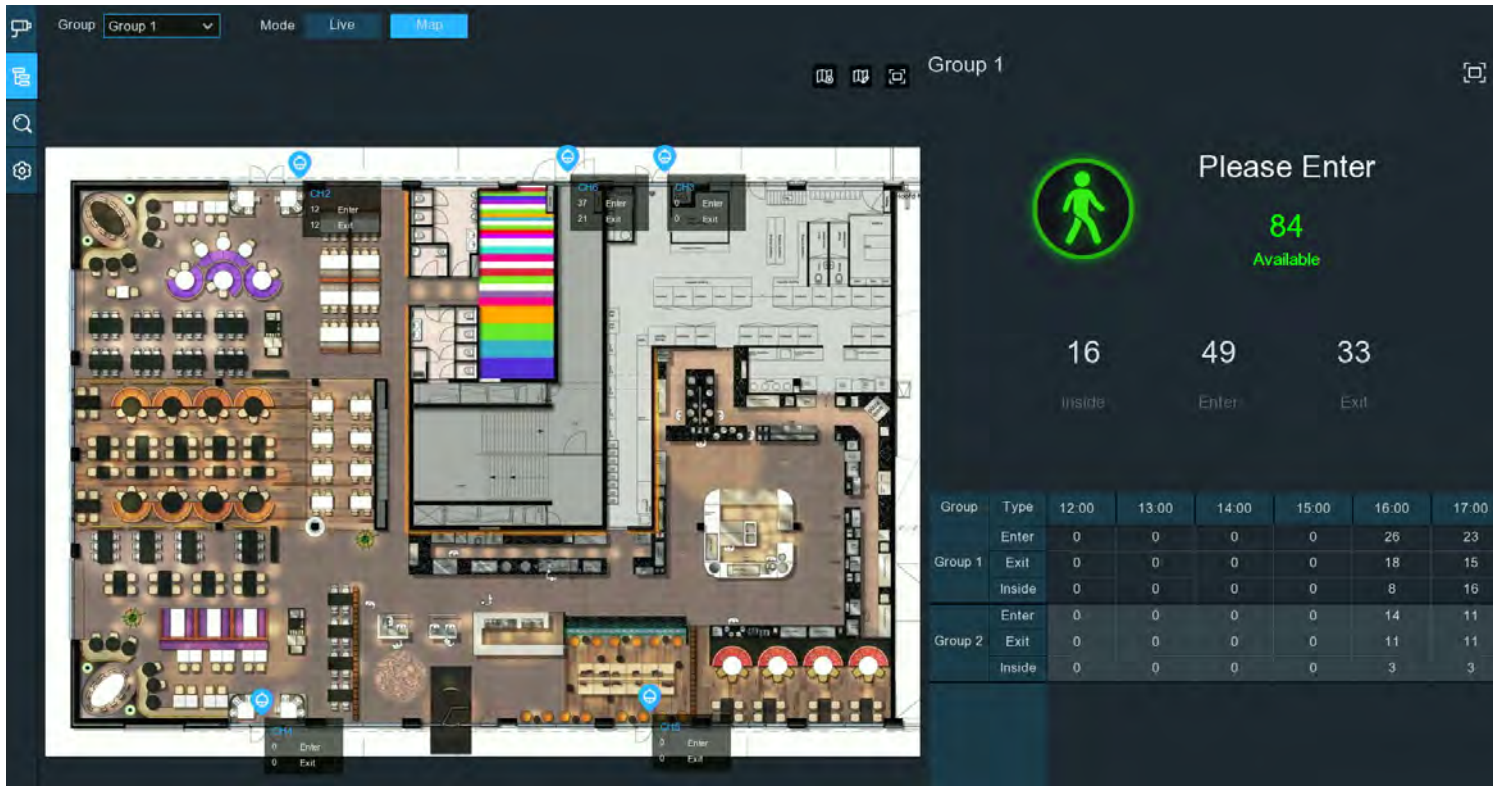 Group Group 1 Mode Live Map
Group 1
Please Enter
84
Available
16 49 33
Inside Enter Exit
CH2
12 Enter
12 Exit
CH6
37 Enter
21 Exit
CH3
0 Enter
0 Exit
CH4
0 Enter
0 Exit
CH5
0 Enter
0 Exit
Group Type 12:00 13:00 14:00 15:00 16:00 17:00
Group 1
Enter 0 0 0 0 26 23
Exit 0 0 0 0 18 15
Inside 0 0 0 0 8 16
Group 2
Enter 0 0 0 0 14 11
Exit 0 0 0 0 11 11
Inside 0 0 0 0 3 3